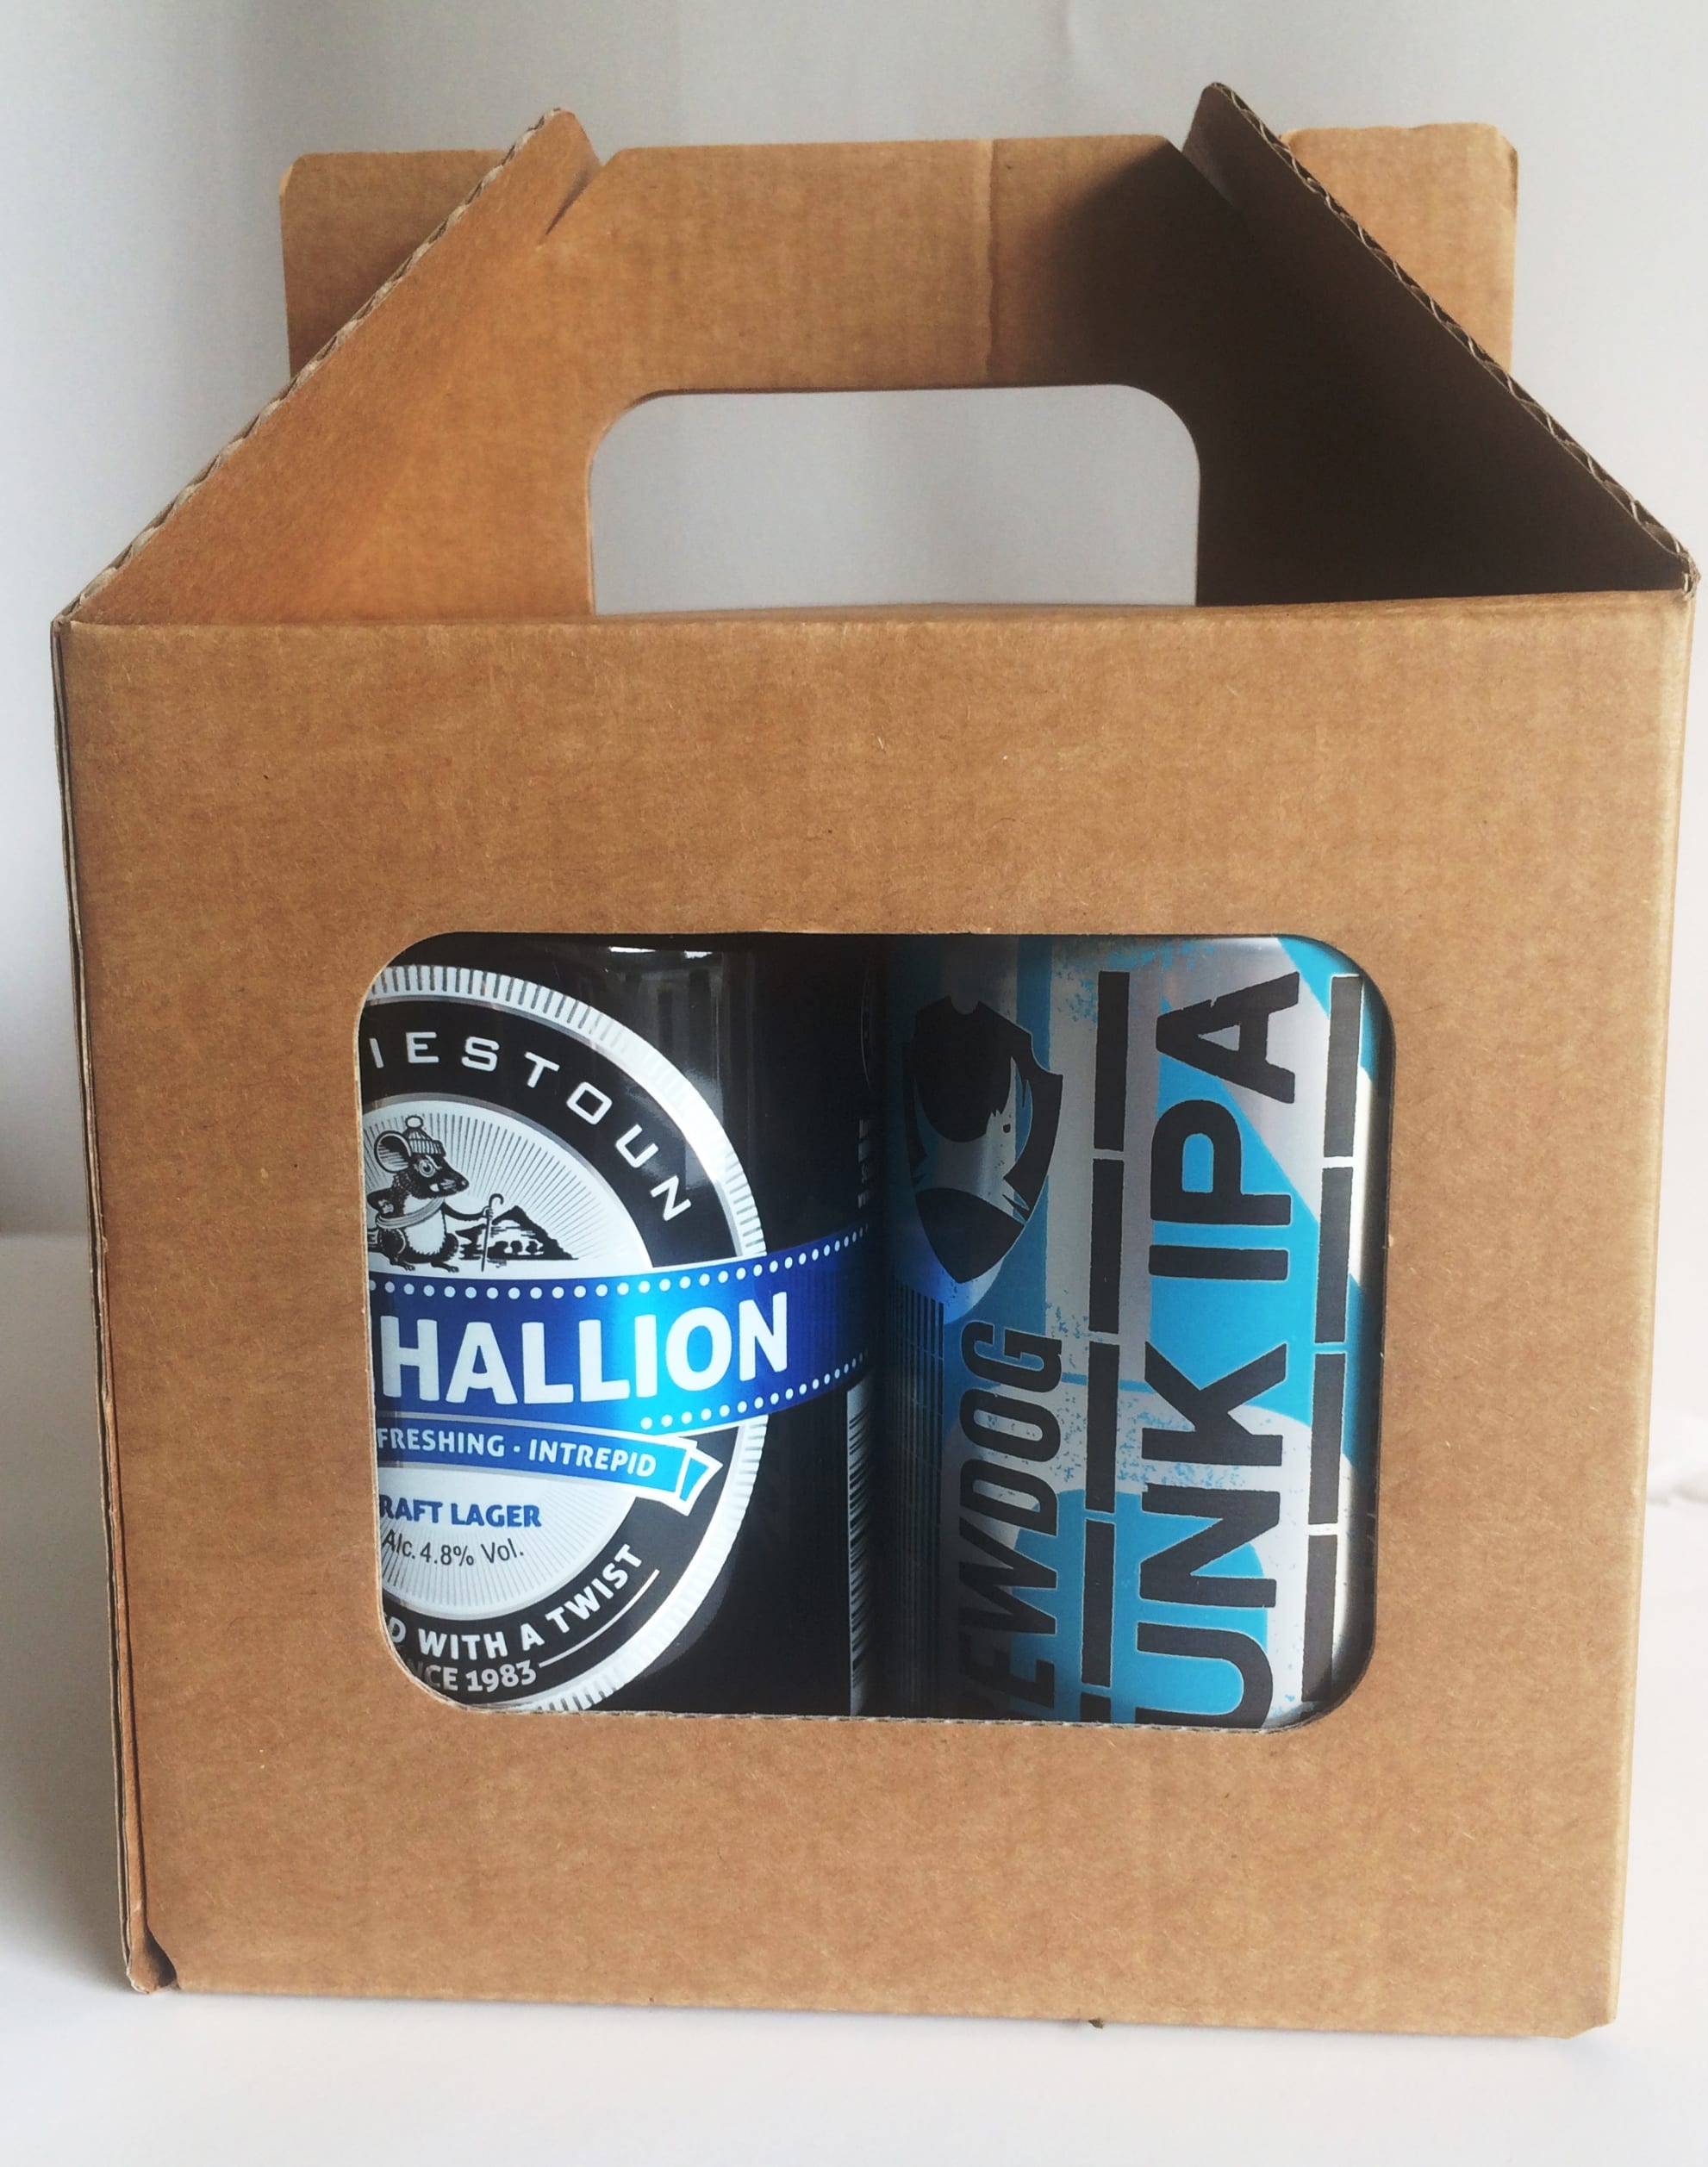 IESTOUN
HALLION
FRESHING · INTREPID
RAFT LAGER
Alc. 4.8% Vol.
D WITH A TWIST
NCE 1983
EWDOG
UNK IPA